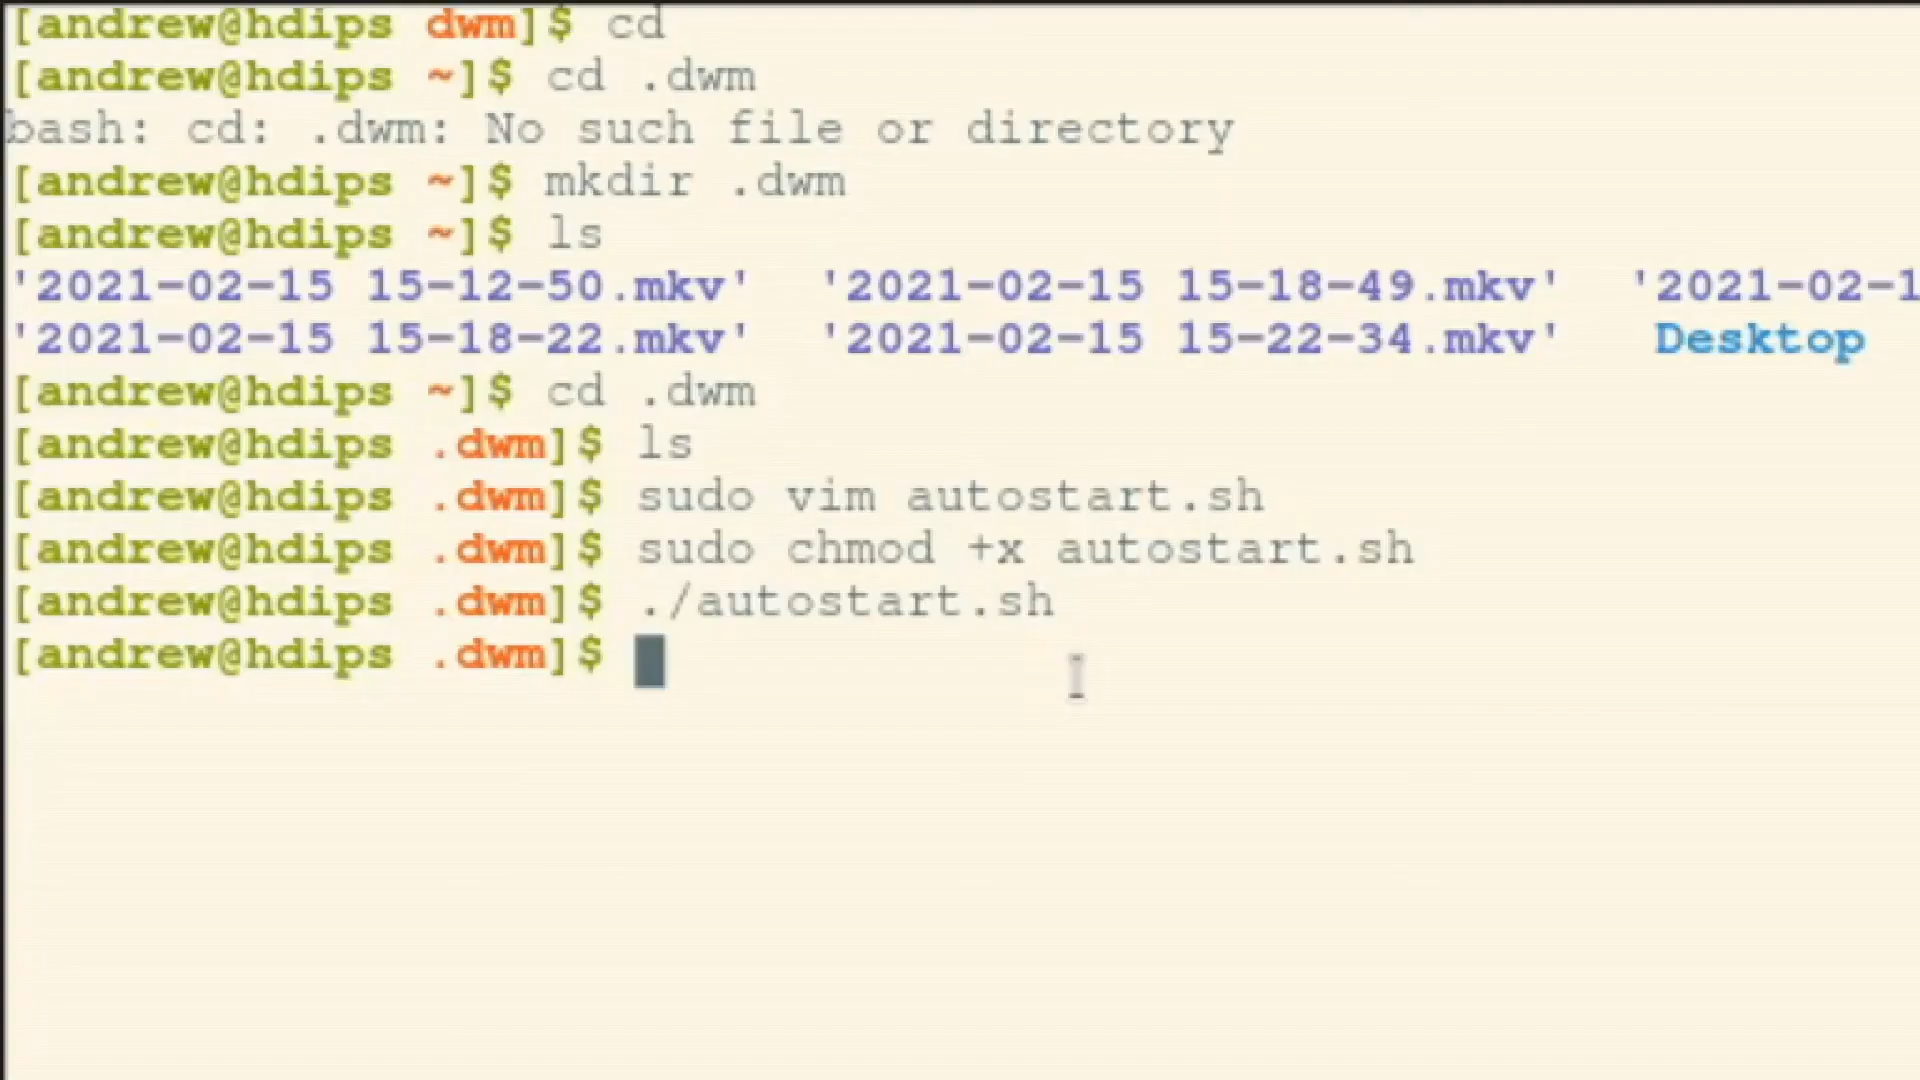 [andrew@hdips dwm]$ cd
[andrew@hdips ~]$ cd .dwm
bash: cd: .dwm: No such file or directory
[andrew@hdips ~]$ mkdir .dwm
[andrew@hdips ~]$ ls
'2021-02-15 15-12-50.mkv' '2021-02-15 15-18-49.mkv' '2021-02-1
'2021-02-15 15-18-22.mkv' '2021-02-15 15-22-34.mkv' Desktop
[andrew@hdips ~]$ cd .dwm
[andrew@hdips .dwm]$ ls
[andrew@hdips .dwm]$ sudo vim autostart.sh
[andrew@hdips .dwm]$ sudo chmod +x autostart.sh
[andrew@hdips .dwm]$ ./autostart.sh
[andrew@hdips .dwm]$